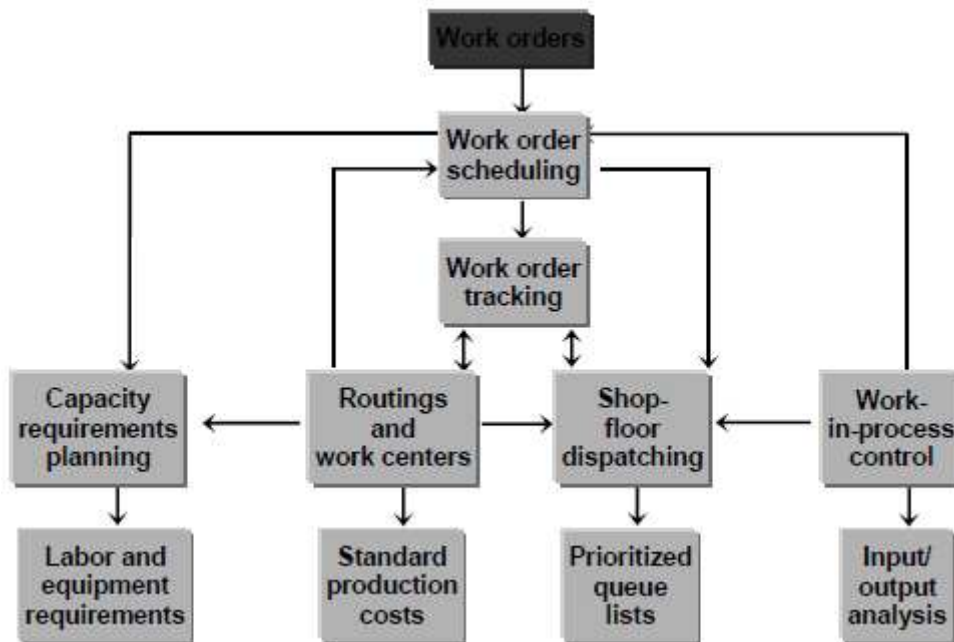 Work orders
Work order
scheduling
Work order
tracking
Capacity
requirements
planning
Routings
and
work centers
Shop-
floor
dispatching
Work-
in-process
control
Labor and
equipment
requirements
Standard
production
costs
Prioritized
queue
lists
Input/
output
analysis